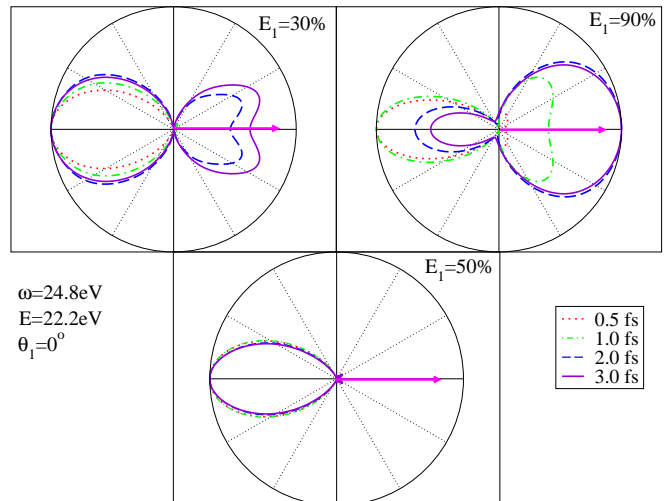 E₁=30%
E₁=90%
E₁=50%
ω=24.8eV
E=22.2eV
θ₁=0°
0.5 fs
1.0 fs
2.0 fs
3.0 fs